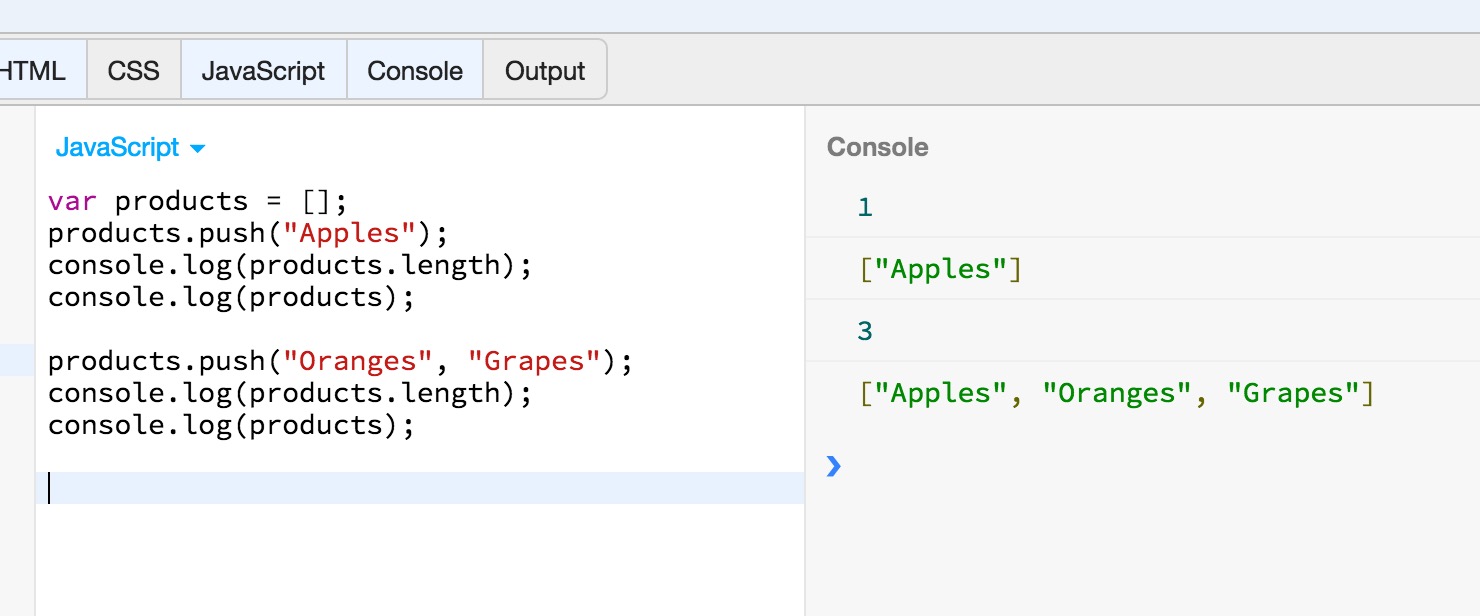 HTML CSS JavaScript Console Output
JavaScript
var products = [];
products.push("Apples");
console.log(products.length);
console.log(products);
products.push("Oranges", "Grapes");
console.log(products.length);
console.log(products);
Console
1
["Apples"]
3
["Apples", "Oranges", "Grapes"]